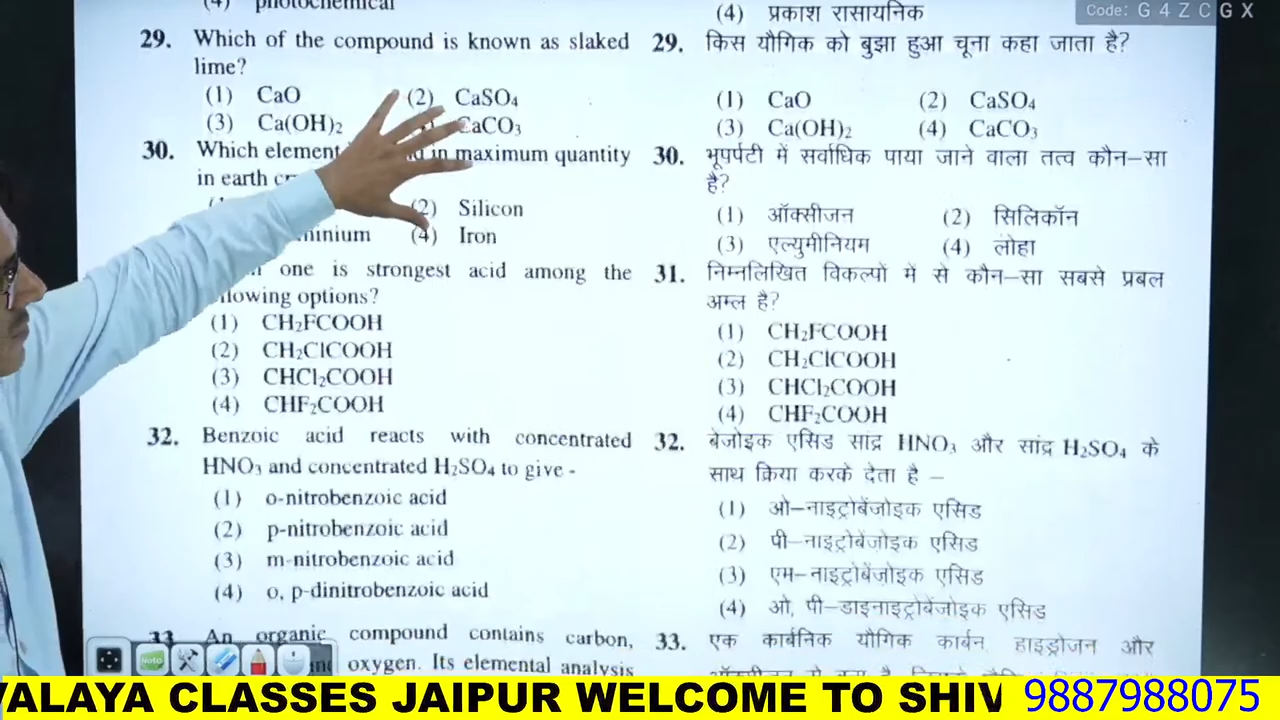 (4) photochemical
29. Which of the compound is known as slaked
lime?
(1) CaO (2) CaSO₄
(3) Ca(OH)₂ CaCO₃
30. Which element in maximum quantity
in earth
(2) Silicon
(4) Iron
one is strongest acid among the
options?
(1) CH₂FCOOH
(2) CH₂ClCOOH
(3) CHCl₂COOH
(4) CHF₂COOH
32. Benzoic acid reacts with concentrated
HNO₃ and concentrated H₂SO₄ to give -
(1) o-nitrobenzoic acid
(2) p-nitrobenzoic acid
(3) m-nitrobenzoic acid
(4) o, p-dinitrobenzoic acid
33. An organic compound contains carbon,
oxygen. Its elemental analysis
(4) प्रकाश रासायनिक
29. किस यौगिक को बुझा हुआ चूना कहा जाता है?
(1) CaO (2) CaSO₄
(3) Ca(OH)₂ (4) CaCO₃
30. भूपर्पटी में सर्वाधिक पाया जाने वाला तत्व कौन–सा
है?
(1) ऑक्सीजन (2) सिलिकॉन
(3) एल्युमीनियम (4) लोहा
31. निम्नलिखित विकल्पों में से कौन–सा सबसे प्रबल
अम्ल है?
(1) CH₂FCOOH
(2) CH₂ClCOOH
(3) CHCl₂COOH
(4) CHF₂COOH
32. बेंजोइक एसिड सांद्र HNO₃ और सांद्र H₂SO₄ के
साथ क्रिया करके देता है –
(1) ओ–नाइट्रोबेंजोइक एसिड
(2) पी–नाइट्रोबेंजोइक एसिड
(3) एम–नाइट्रोबेंजोइक एसिड
(4) ओ, पी–डाइनाइट्रोबेंजोइक एसिड
33. एक कार्बनिक यौगिक कार्बन, हाइड्रोजन और
Code: G 4 Z C G X
Note
VALAYA CLASSES JAIPUR WELCOME TO SHIV
9887988075